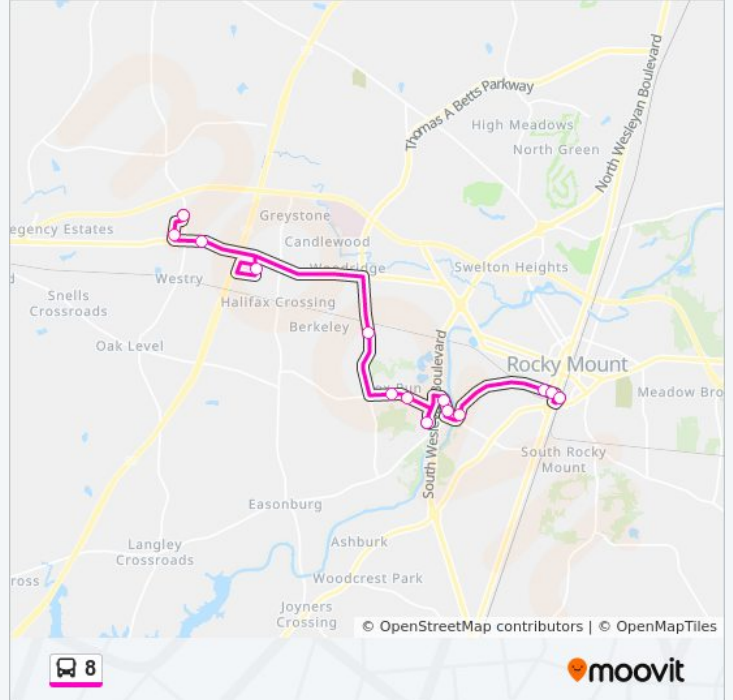 Thomas A Betts Parkway
North Wesleyan Boulevard
High Meadows
North Green
Greystone
egency Estates
Candlewood
Woodridge
Swelton Heights
Westry
Snells
Crossroads
Halifax Crossing
Berkeley
Oak Level
Rocky Mount
South Wesleyan Boulevard
Meadow Bro
South Rocky
Mount
Easonburg
Ashburk
Langley
Crossroads
Woodcrest Park
ross
Joyners
Crossing
© OpenStreetMap contributors | © OpenMapTiles
8
moovit